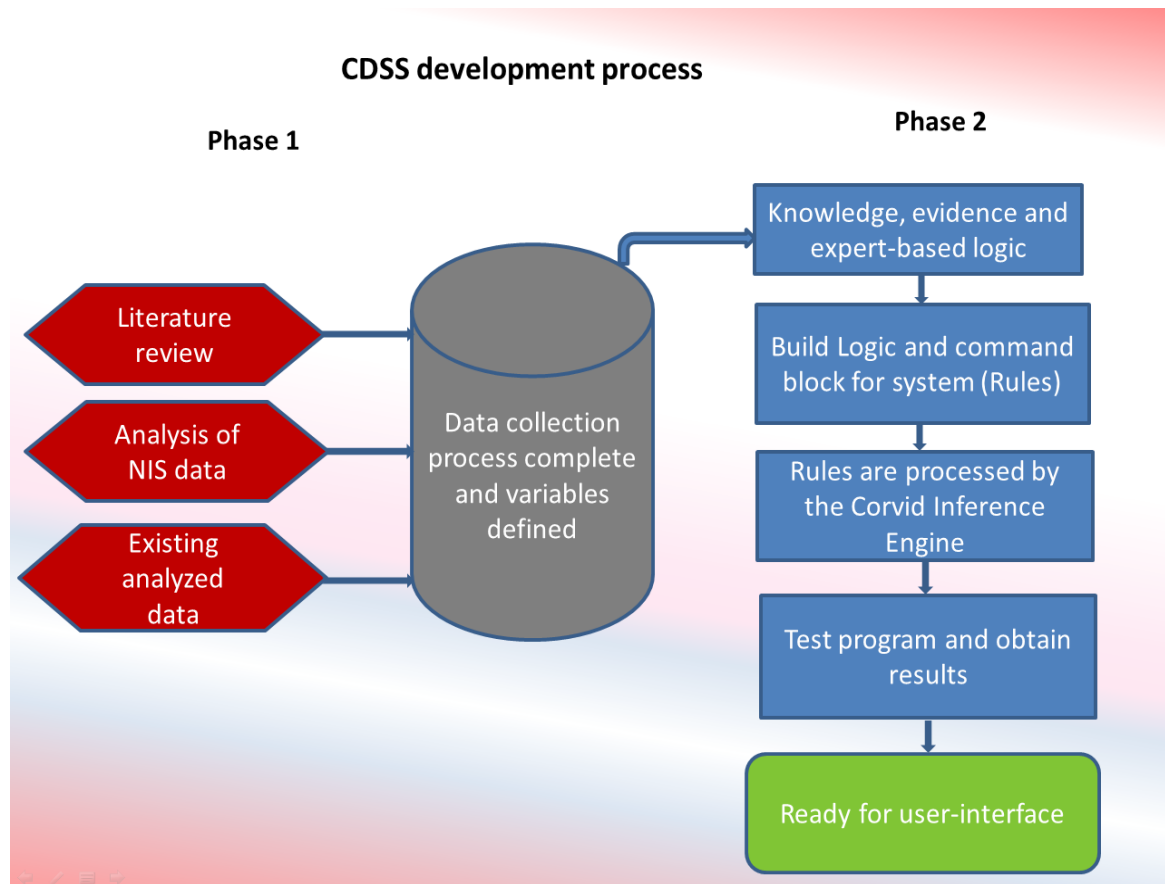 CDSS development process
Phase 1
Phase 2
Literature
review
Analysis of
NIS data
Existing
analyzed
data
Data collection
process complete
and variables
defined
Knowledge, evidence and
expert-based logic
Build Logic and command
block for system (Rules)
Rules are processed by
the Corvid Inference
Engine
Test program and obtain
results
Ready for user-interface